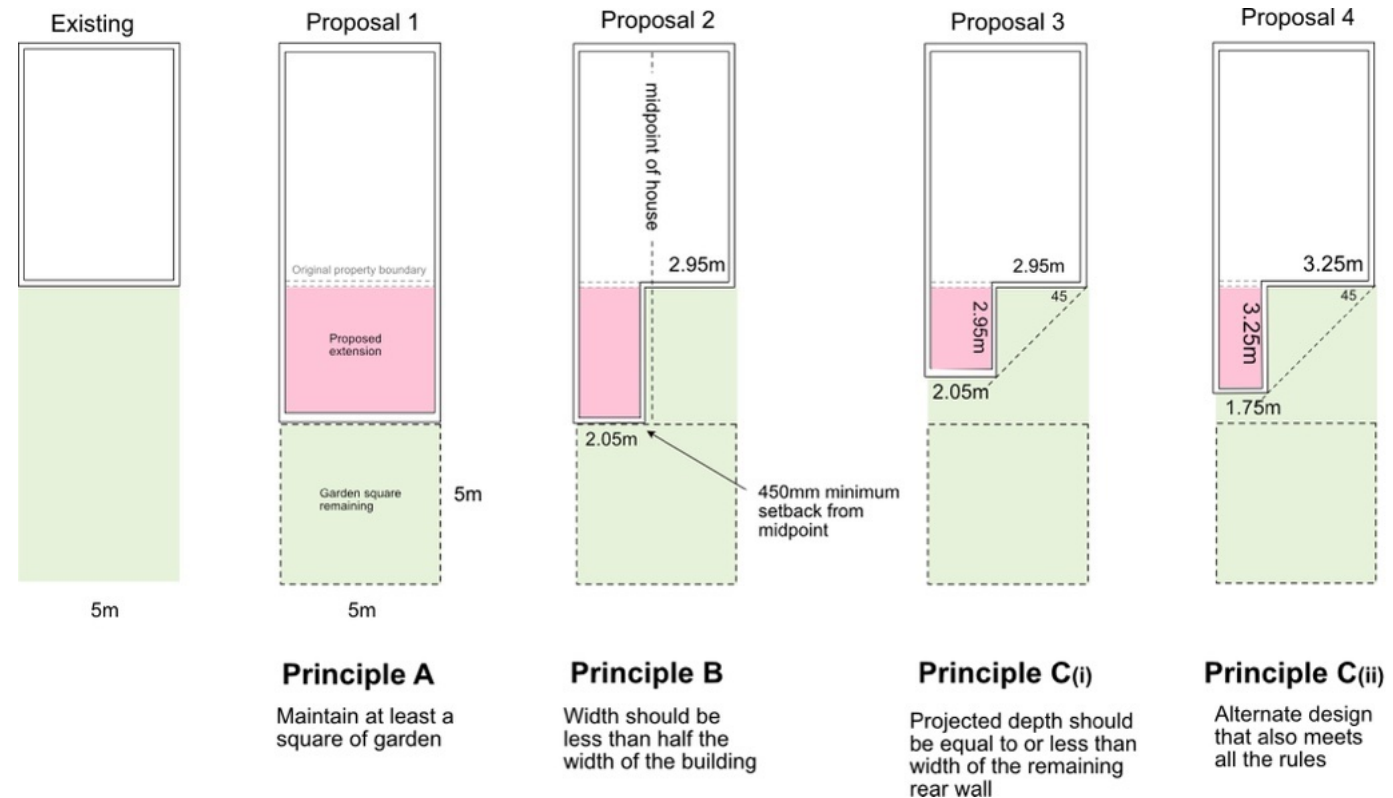 Existing
Proposal 1
Proposal 2
Proposal 3
Proposal 4
Original property boundary
Proposed
extension
Garden square
remaining
5m
5m
5m
midpoint of house
2.95m
2.05m
450mm minimum
setback from
midpoint
2.95m
45
2.95m
2.05m
3.25m
45
3.25m
1.75m
Principle A
Maintain at least a
square of garden
Principle B
Width should be
less than half the
width of the building
Principle C(i)
Projected depth should
be equal to or less than
width of the remaining
rear wall
Principle C(ii)
Alternate design
that also meets
all the rules